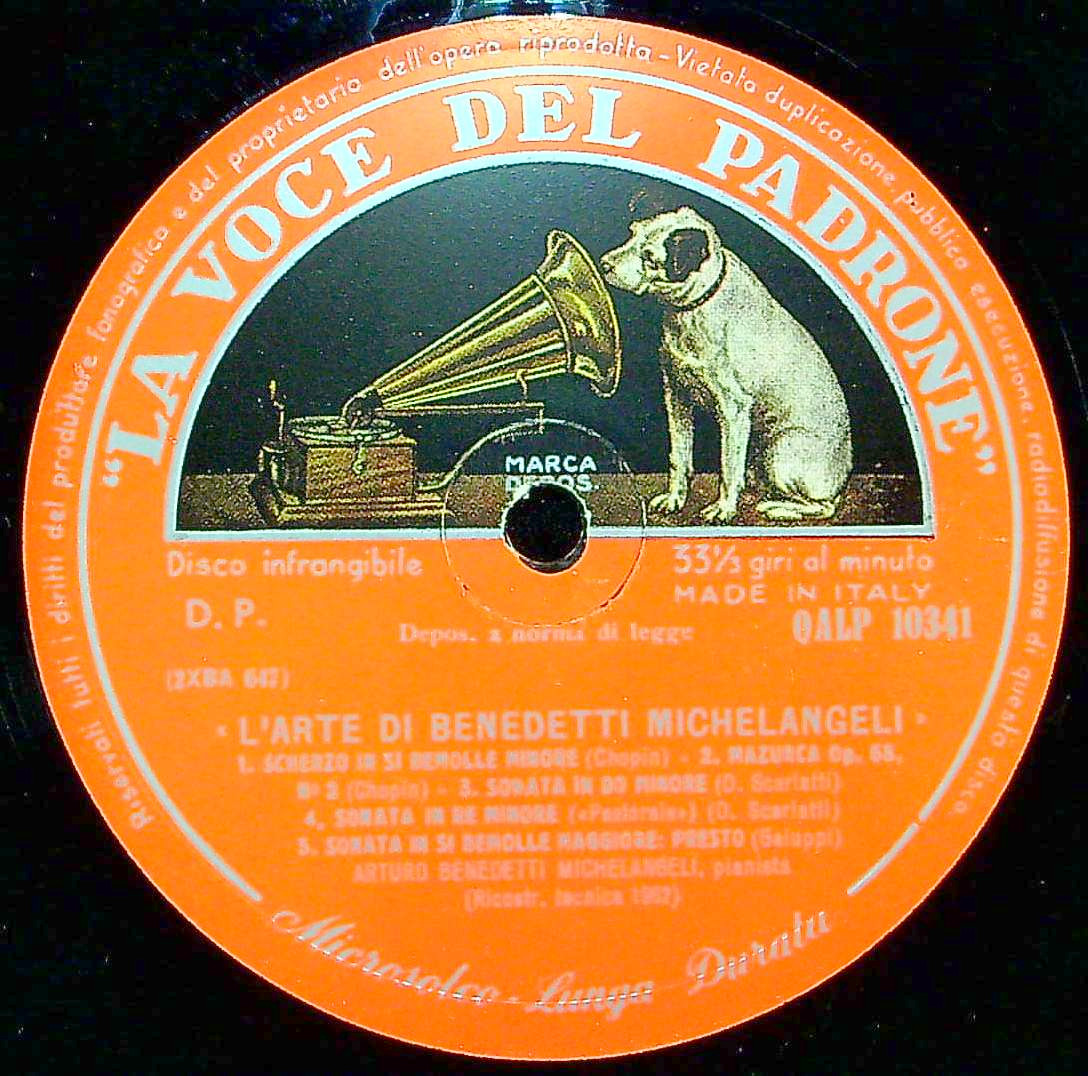 Riservati tutti i diritti del produttore fonografico e del proprietario dell'opera riprodotta - Vietata duplicazione, pubblica esecuzione, radiodiffusione di questo disco.
"LA VOCE DEL PADRONE"
MARCA
DEPOS.
Disco infrangibile
33⅓ giri al minuto
MADE IN ITALY
D. P.
Depos. a norma di legge
QALP 10341
(2XBA 647)
· L'ARTE DI BENEDETTI MICHELANGELI ·
1. SCHERZO IN SI BEMOLLE MINORE (Chopin) - 2. MAZURCA Op. 68,
N° 2 (Chopin) - 3. SONATA IN DO MINORE (D. Scarlatti)
4. SONATA IN RE MINORE («Pastorale») (D. Scarlatti)
5. SONATA IN SI BEMOLLE MAGGIORE: PRESTO (Galuppi)
ARTURO BENEDETTI MICHELANGELI, pianista
(Ricostr. tecnica 1962)
Microsolco - Lunga Durata